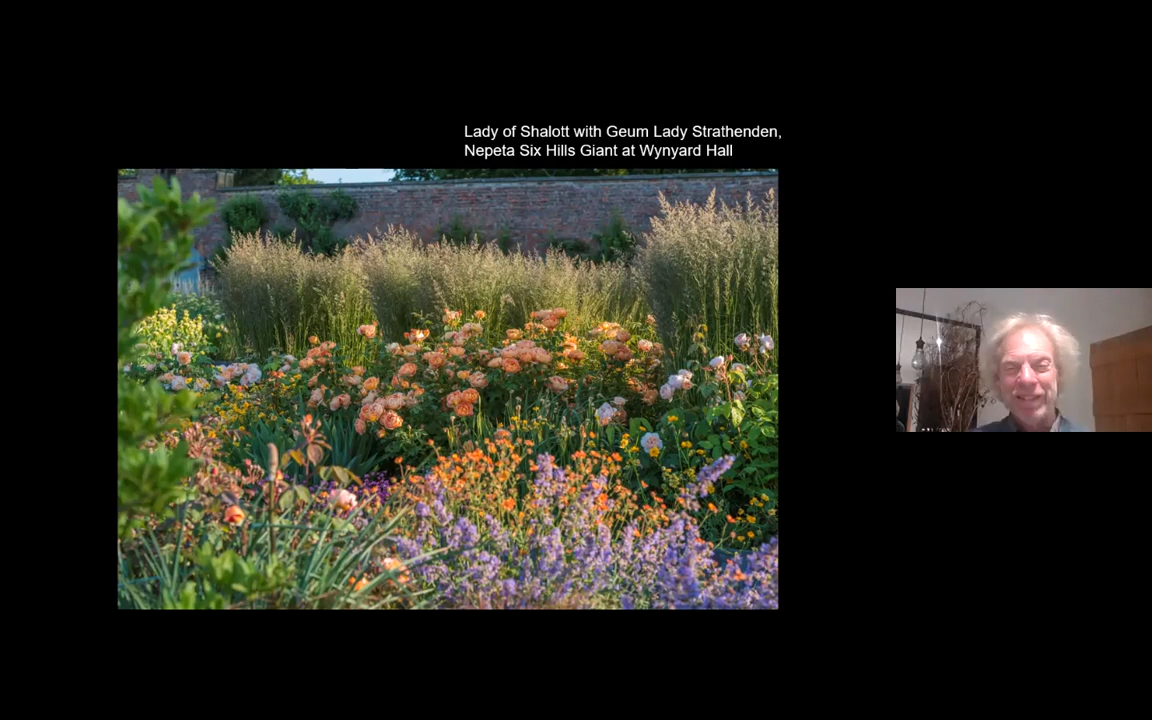 Lady of Shalott with Geum Lady Strathenden,
Nepeta Six Hills Giant at Wynyard Hall